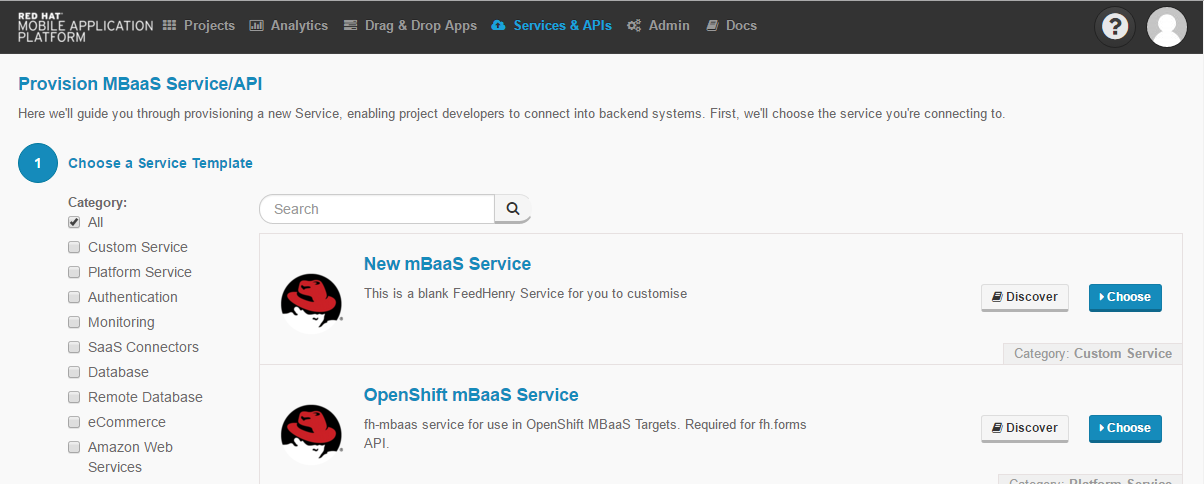 RED HAT
MOBILE APPLICATION
PLATFORM
Projects
Analytics
Drag & Drop Apps
Services & APIs
Admin
Docs
?
Provision MBaaS Service/API
Here we'll guide you through provisioning a new Service, enabling project developers to connect into backend systems. First, we'll choose the service you're connecting to.
1
Choose a Service Template
Category:
All
Custom Service
Platform Service
Authentication
Monitoring
SaaS Connectors
Database
Remote Database
eCommerce
Amazon Web
Services
Search
New mBaaS Service
This is a blank FeedHenry Service for you to customise
Discover
Choose
Category: Custom Service
OpenShift mBaaS Service
fh-mbaas service for use in OpenShift MBaaS Targets. Required for fh.forms
API.
Discover
Choose
Category: Platform Service